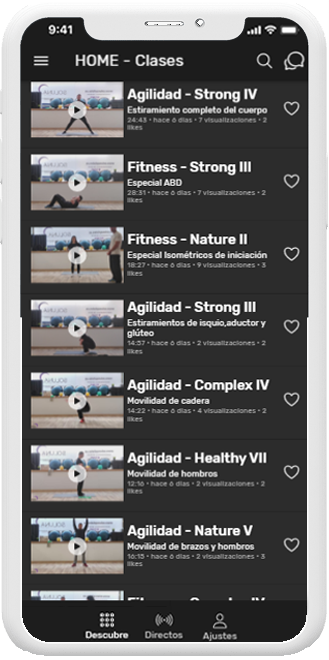 9:41
HOME - Clases
Agilidad - Strong IV
Estiramiento completo del cuerpo
24:43 • hace 6 días • 7 visualizaciones • 2
likes
Fitness - Strong III
Especial ABD
28:31 • hace 6 días • 7 visualizaciones • 2
likes
Fitness - Nature II
Especial Isométricos de iniciación
18:27 • hace 6 días • 9 visualizaciones • 3
likes
Agilidad - Strong III
Estiramientos de isquio,aductor y
glúteo
14:57 • hace 6 días • 2 visualizaciones • 2
likes
Agilidad - Complex IV
Movilidad de cadera
14:22 • hace 6 días • 4 visualizaciones • 2
likes
Agilidad - Healthy VII
Movilidad de hombros
12:16 • hace 6 días • 2 visualizaciones • 2
likes
Agilidad - Nature V
Movilidad de brazos y hombros
16:15 • hace 6 días • 2 visualizaciones • 3
likes
Descubre
Directos
Ajustes